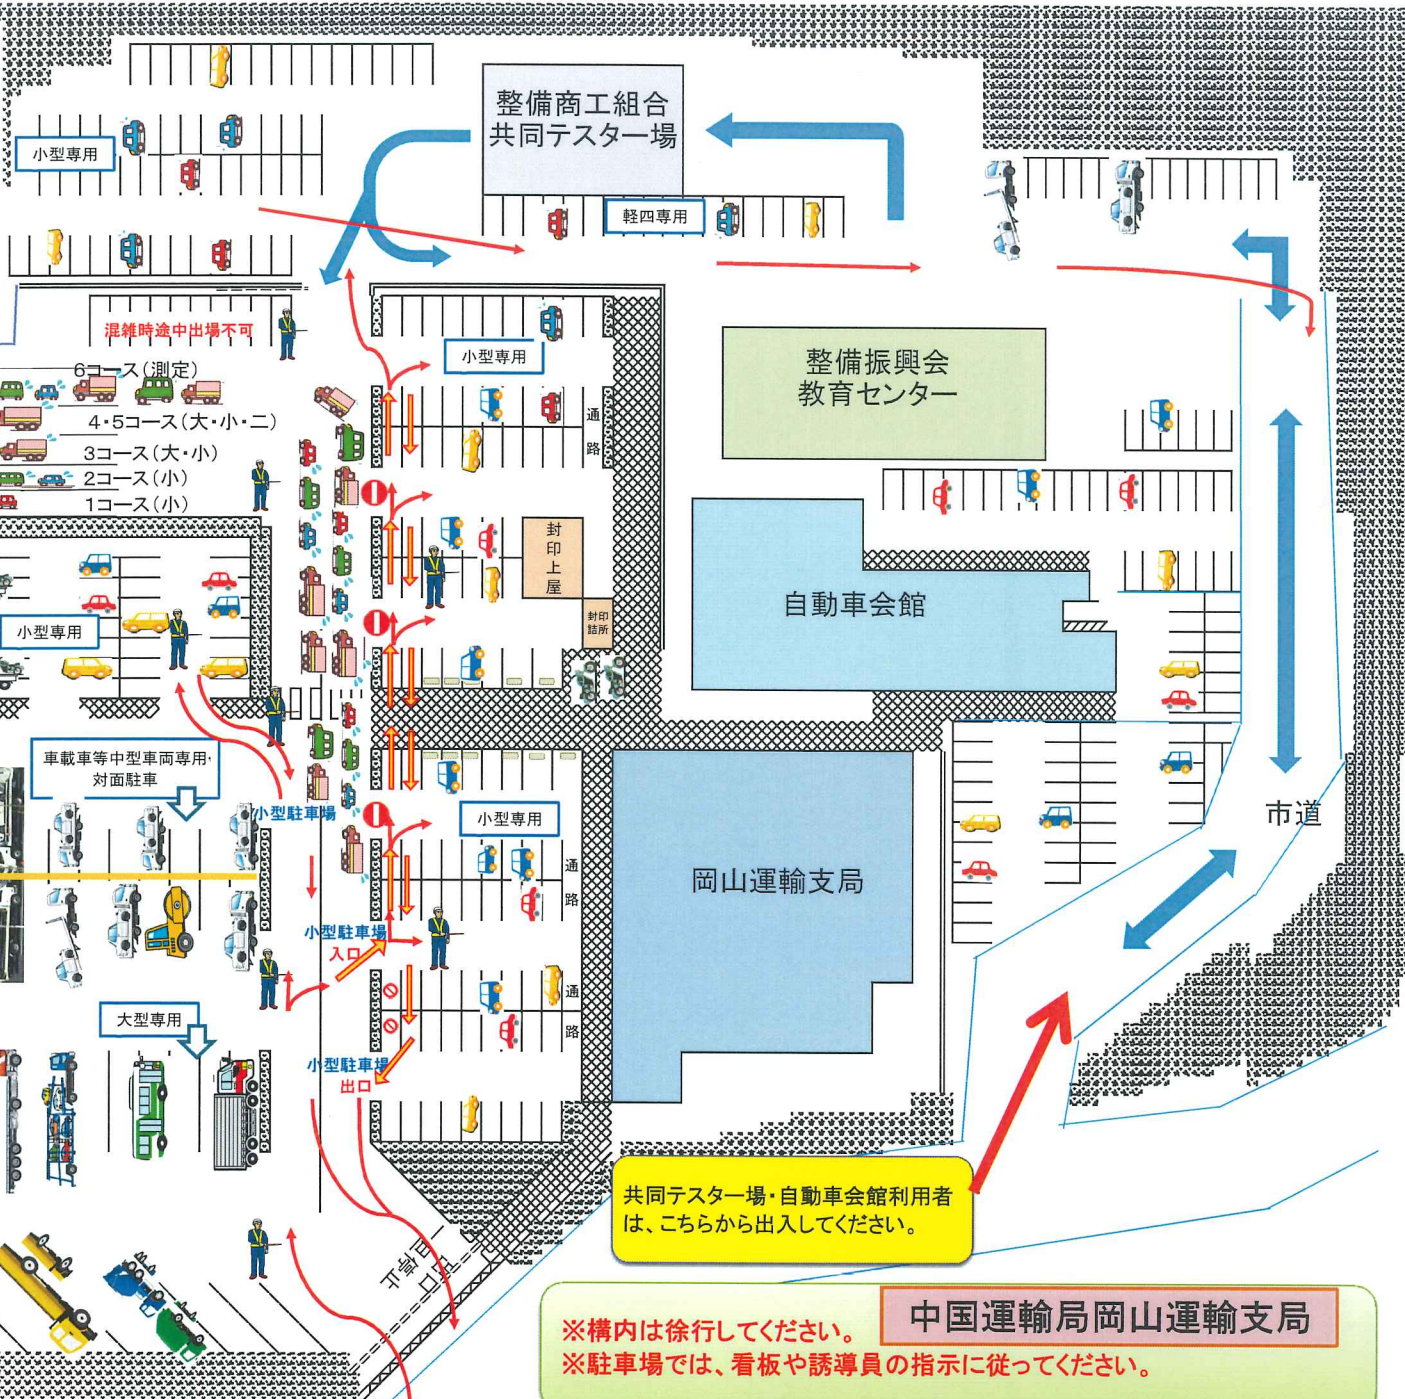 整備商工組合
共同テスター場
小型専用
軽四専用
混雑時途中出場不可
小型専用
整備振興会
教育センター
6コース(測定)
4・5コース(大・小・二)
3コース(大・小)
2コース(小)
1コース(小)
通
路
封
印
上
屋
封印
詰所
自動車会館
小型専用
車載車等中型車両専用・
対面駐車
小型駐車場
小型専用
市道
通
路
岡山運輸支局
小型駐車場
入口
通
路
大型専用
小型駐車場
出口
共同テスター場・自動車会館利用者
は、こちらから出入してください。
出口
一旦停止
中国運輸局岡山運輸支局
※構内は徐行してください。
※駐車場では、看板や誘導員の指示に従ってください。